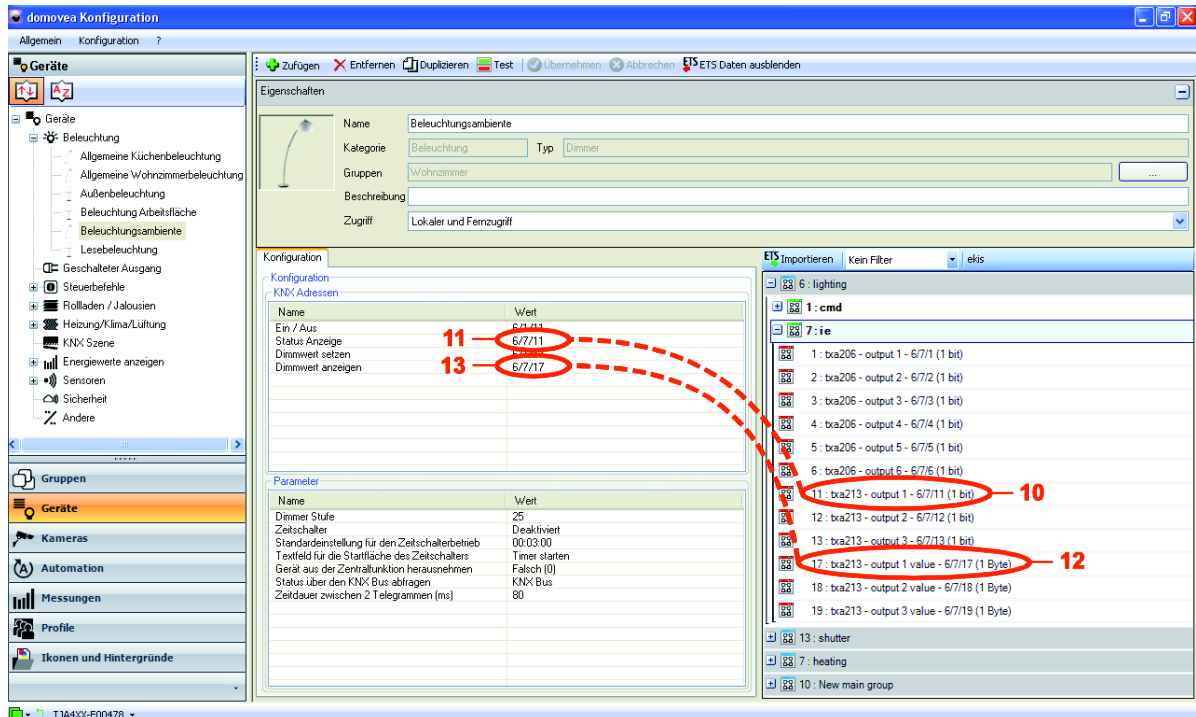 domovea Konfiguration
Allgemein Konfiguration ?
Geräte
Geräte
Beleuchtung
Allgemeine Küchenbeleuchtung
Allgemeine Wohnzimmerbeleuchtung
Außenbeleuchtung
Beleuchtung Arbeitsfläche
Beleuchtungsambiente
Lesebeleuchtung
Geschalteter Ausgang
Steuerbefehle
Rollladen / Jalousien
Heizung/Klima/Lüftung
KNX Szene
Energiewerte anzeigen
Sensoren
Sicherheit
Andere
Gruppen
Geräte
Kameras
Automation
Messungen
Profile
Ikonen und Hintergründe
TJA4XX-E00478
Zufügen Entfernen Duplizieren Test Übernehmen Abbrechen ETS ETS Daten ausblenden
Eigenschaften
Name Beleuchtungsambiente
Kategorie Beleuchtung Typ Dimmer
Gruppen Wohnzimmer ...
Beschreibung
Zugriff Lokaler und Fernzugriff
Konfiguration
Konfiguration
KNX Adressen
Name Wert
Ein / Aus 6/1/11
Status Anzeige 11 6/7/11
Dimmwert setzen
Dimmwert anzeigen 13 6/7/17
Parameter
Name Wert
Dimmer Stufe 25
Zeitschalter Deaktiviert
Standardeinstellung für den Zeitschalterbetrieb 00:03:00
Textfeld für die Startfläche des Zeitschalters Timer starten
Gerät aus der Zentralfunktion herausnehmen Falsch (0)
Status über den KNX Bus abfragen KNX Bus
Zeitdauer zwischen 2 Telegrammen (ms) 80
ETS Importieren Kein Filter ekis
6 : lighting
1 : cmd
7 : ie
1 : txa206 - output 1 - 6/7/1 (1 bit)
2 : txa206 - output 2 - 6/7/2 (1 bit)
3 : txa206 - output 3 - 6/7/3 (1 bit)
4 : txa206 - output 4 - 6/7/4 (1 bit)
5 : txa206 - output 5 - 6/7/5 (1 bit)
6 : txa206 - output 6 - 6/7/6 (1 bit)
11 : txa213 - output 1 - 6/7/11 (1 bit) 10
12 : txa213 - output 2 - 6/7/12 (1 bit)
13 : txa213 - output 3 - 6/7/13 (1 bit)
17 : txa213 - output 1 value - 6/7/17 (1 Byte) 12
18 : txa213 - output 2 value - 6/7/18 (1 Byte)
19 : txa213 - output 3 value - 6/7/19 (1 Byte)
13 : shutter
7 : heating
10 : New main group